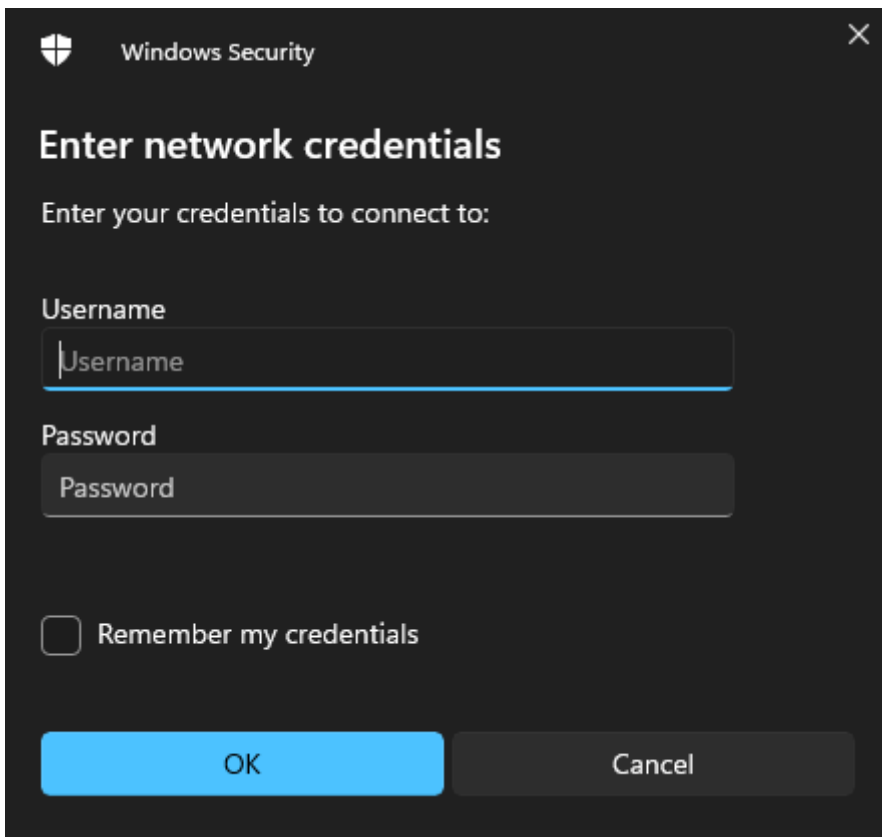 Windows Security
Enter network credentials
Enter your credentials to connect to:
Username
Username
Password
Password
Remember my credentials
OK
Cancel